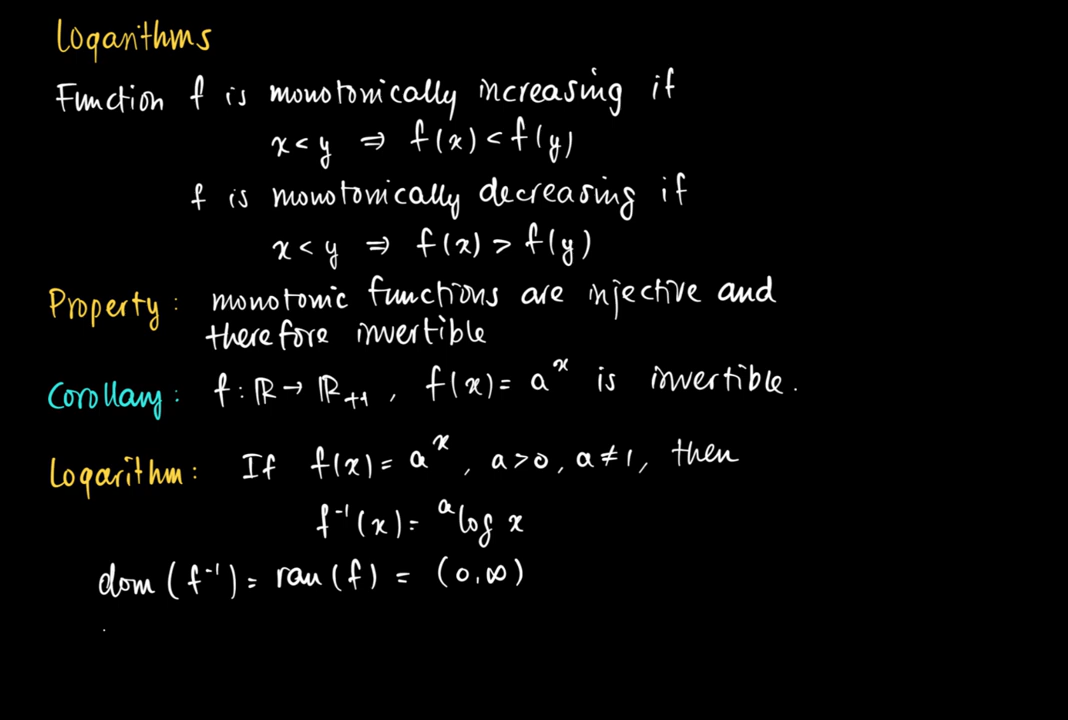 Logarithms
Function f is monotonically increasing if
x < y ⇒ f(x) < f(y)
f is monotonically decreasing if
x < y ⇒ f(x) > f(y)
Property: monotonic functions are injective and
therefore invertible
Corollary: f: ℝ → ℝ₊₁, f(x) = aˣ is invertible.
Logarithm: If f(x) = aˣ, a > 0, a ≠ 1, then
f⁻¹(x) = ᵃlog x
dom(f⁻¹) = ran(f) = (0,∞)